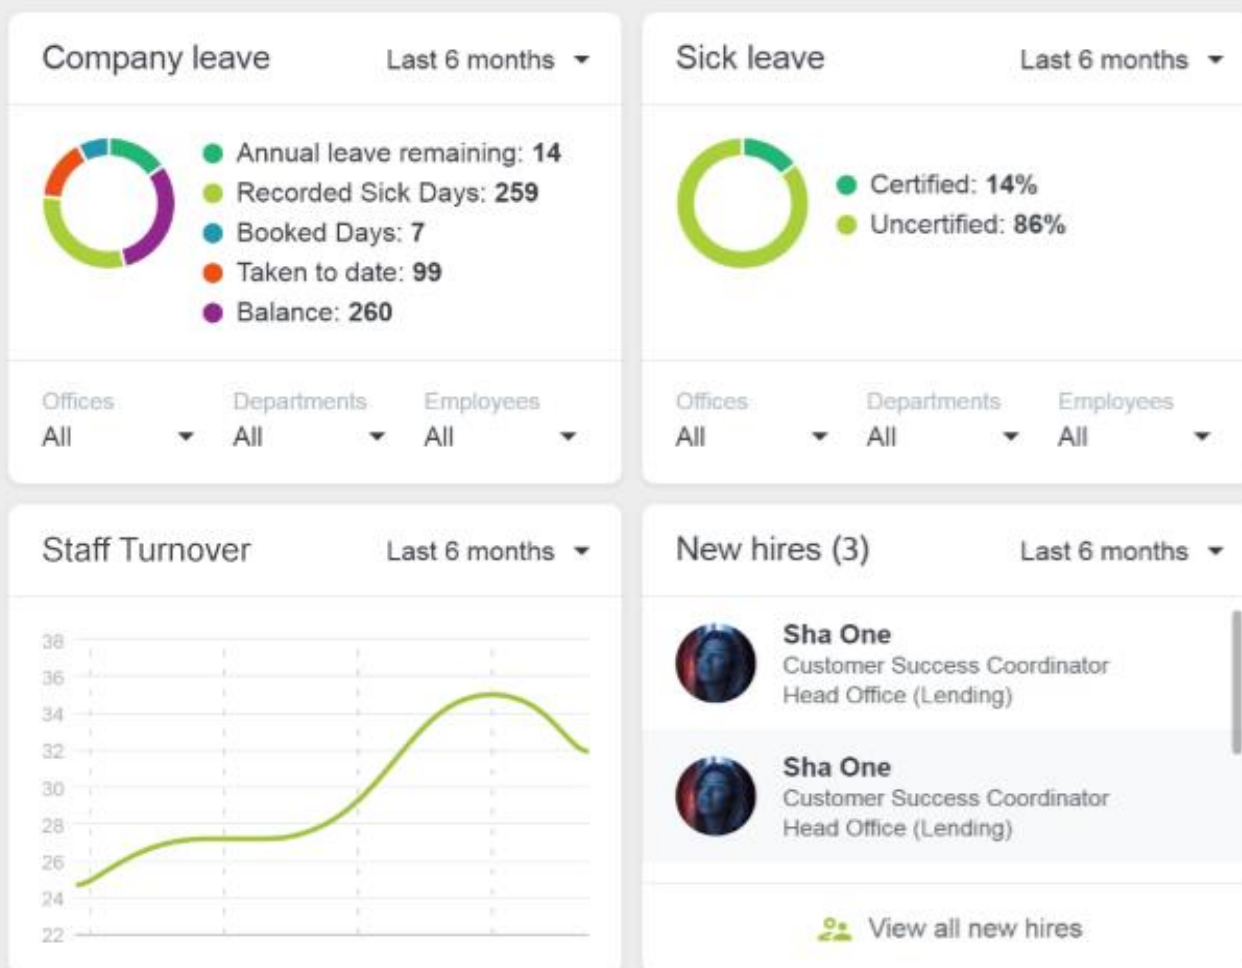 Company leave
Last 6 months
Annual leave remaining: 14
Recorded Sick Days: 259
Booked Days: 7
Taken to date: 99
Balance: 260
Offices
Departments
Employees
All
All
All
Sick leave
Last 6 months
Certified: 14%
Uncertified: 86%
Offices
Departments
Employees
All
All
All
Staff Turnover
Last 6 months
38
36
34
32
30
28
26
24
22
New hires (3)
Last 6 months
Sha One
Customer Success Coordinator
Head Office (Lending)
Sha One
Customer Success Coordinator
Head Office (Lending)
View all new hires